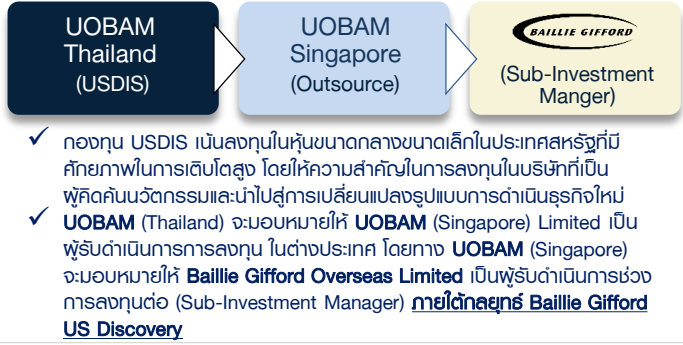 UOBAM
Thailand
(USDIS)
UOBAM
Singapore
(Outsource)
BAILLIE GIFFORD
(Sub-Investment
Manger)
✓ กองทุน USDIS เน้นลงทุนในหุ้นขนาดกลางขนาดเล็กในประเทศสหรัฐที่มี
ศักยภาพในการเติบโตสูง โดยให้ความสำคัญในการลงทุนในบริษัทที่เป็น
ผู้คิดค้นนวัตกรรมและนำไปสู่การเปลี่ยนแปลงรูปแบบการดำเนินธุรกิจใหม่
✓ UOBAM (Thailand) จะมอบหมายให้ UOBAM (Singapore) Limited เป็น
ผู้รับดำเนินการการลงทุน ในต่างประเทศ โดยทาง UOBAM (Singapore)
จะมอบหมายให้ Baillie Gifford Overseas Limited เป็นผู้รับดำเนินการช่วง
การลงทุนต่อ (Sub-Investment Manager) ภายใต้กลยุทธ์ Baillie Gifford
US Discovery